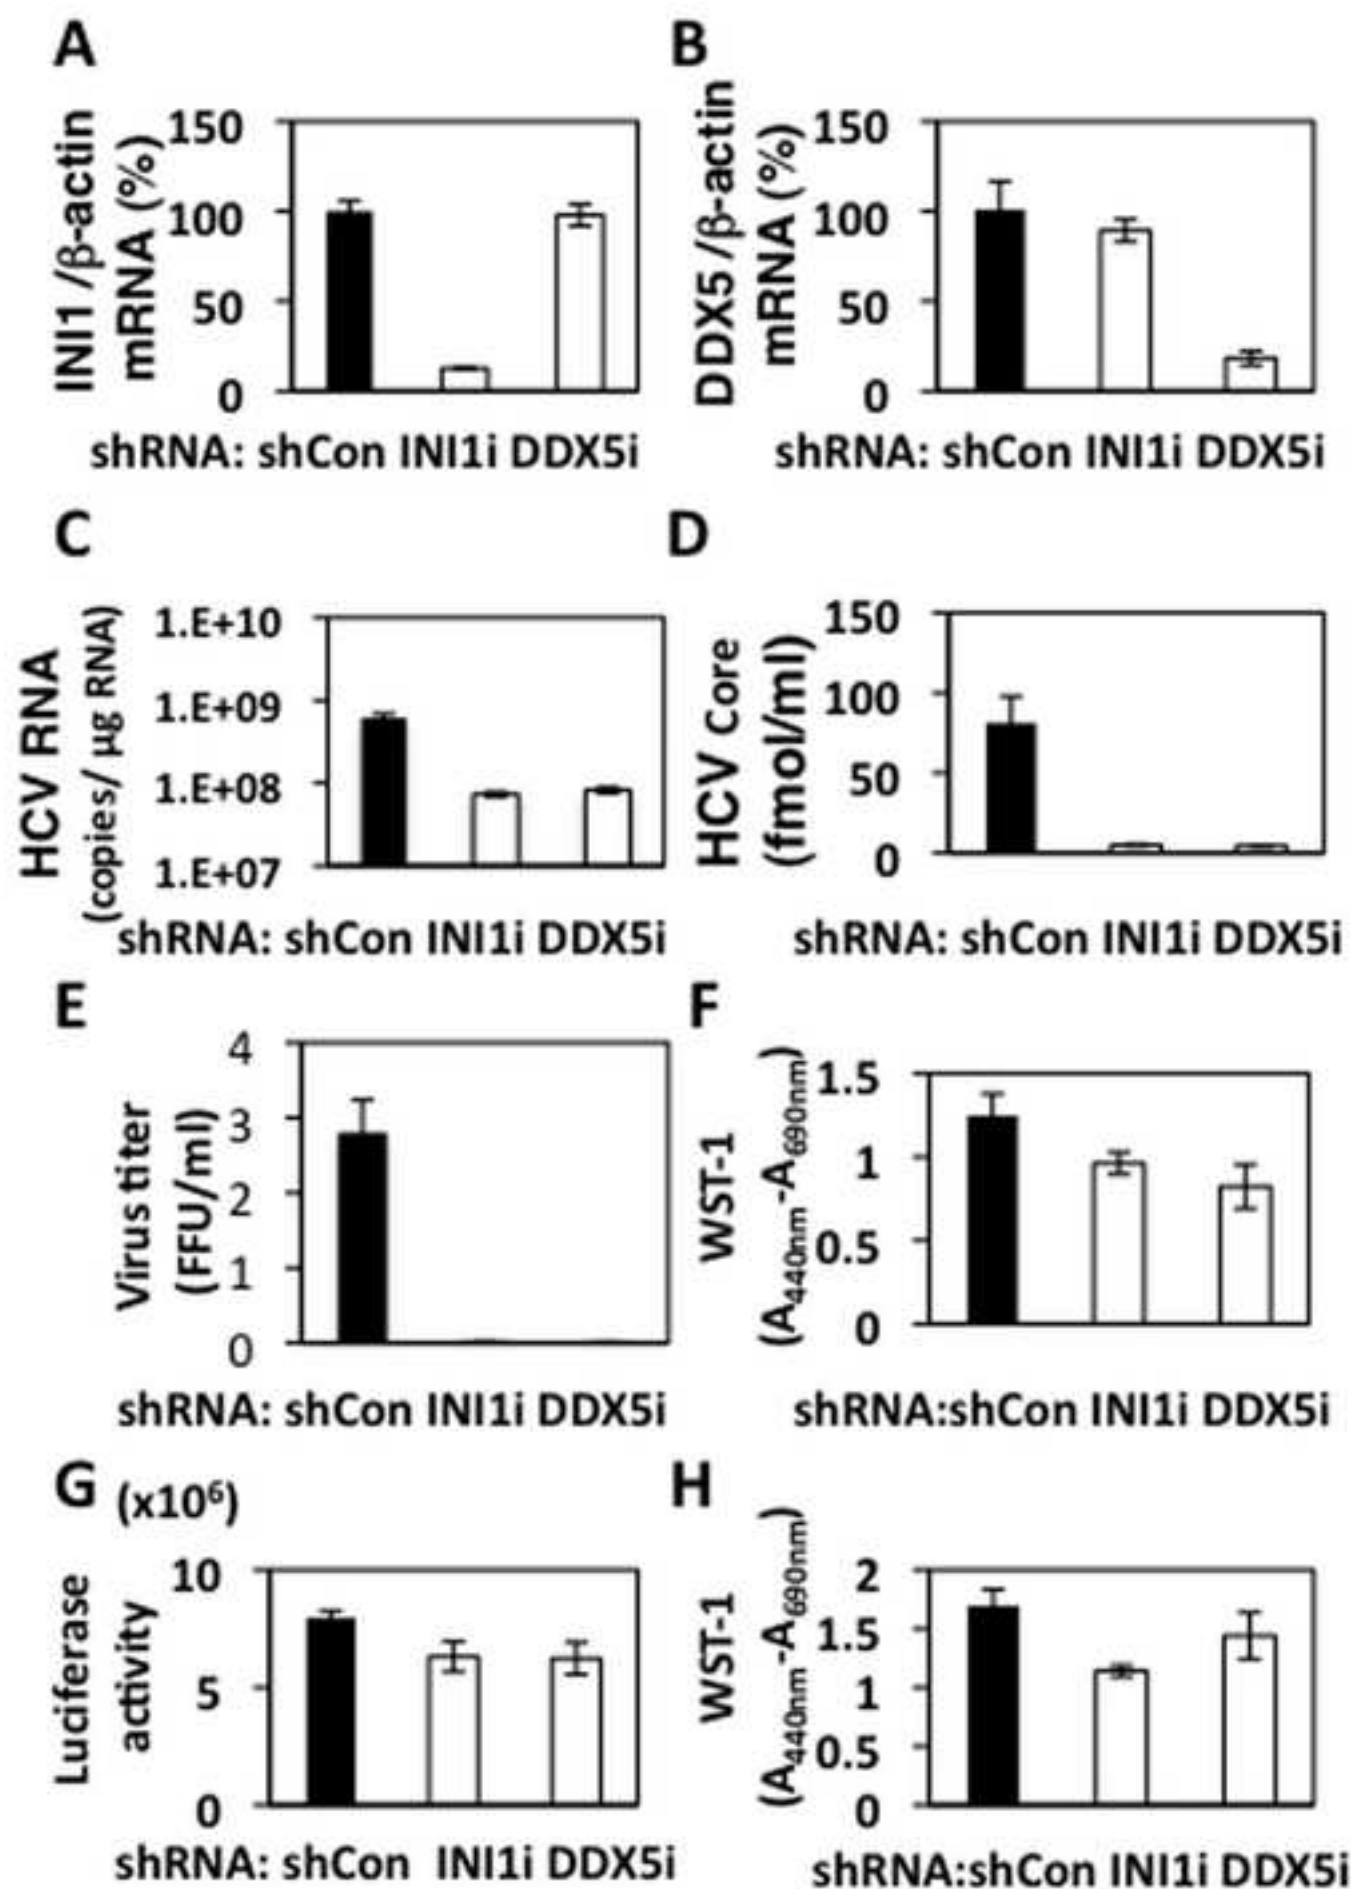 A
INI1 /β-actin
mRNA (%)
150
100
50
0
shRNA: shCon INI1i DDX5i
B
DDX5 /β-actin
mRNA (%)
150
100
50
0
shRNA: shCon INI1i DDX5i
C
HCV RNA
(copies/ µg RNA)
1.E+10
1.E+09
1.E+08
1.E+07
shRNA: shCon INI1i DDX5i
D
HCV Core
(fmol/ml)
150
100
50
0
shRNA: shCon INI1i DDX5i
E
Virus titer
(FFU/ml)
4
3
2
1
0
shRNA: shCon INI1i DDX5i
F
WST-1
(A440nm-A690nm)
1.5
1
0.5
0
shRNA:shCon INI1i DDX5i
G
(x10⁶)
Luciferase
activity
10
5
0
shRNA: shCon INI1i DDX5i
H
WST-1
(A440nm-A690nm)
2
1.5
1
0.5
0
shRNA:shCon INI1i DDX5i